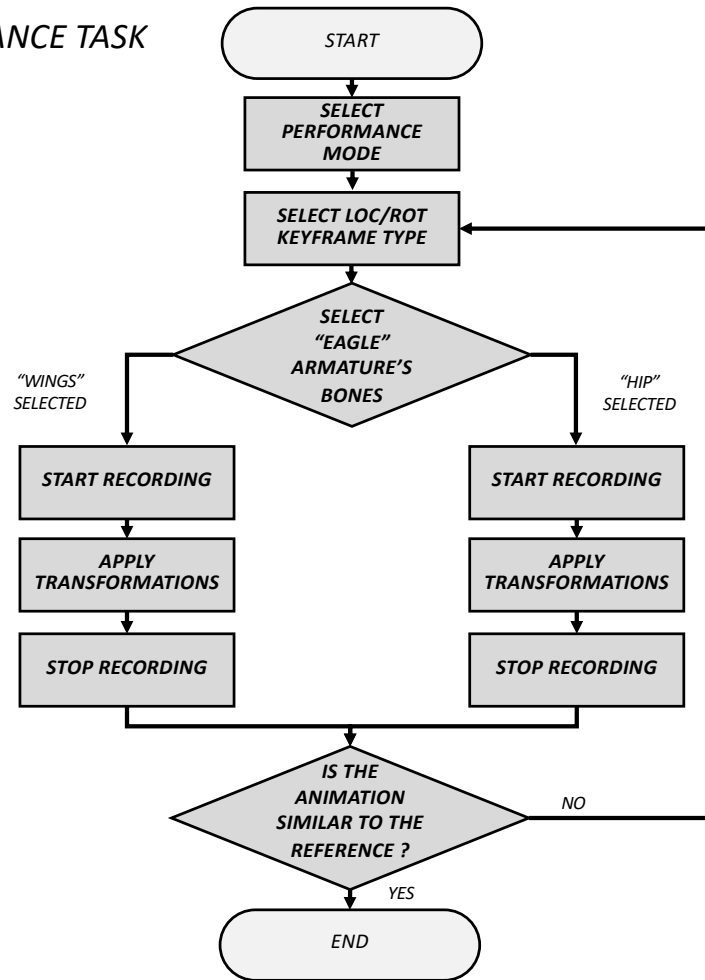 ANCE TASK
START
SELECT
PERFORMANCE
MODE
SELECT LOC/ROT
KEYFRAME TYPE
SELECT
“EAGLE”
ARMATURE’S
BONES
“WINGS”
SELECTED
“HIP”
SELECTED
START RECORDING
APPLY
TRANSFORMATIONS
STOP RECORDING
START RECORDING
APPLY
TRANSFORMATIONS
STOP RECORDING
IS THE
ANIMATION
SIMILAR TO THE
REFERENCE ?
NO
YES
END